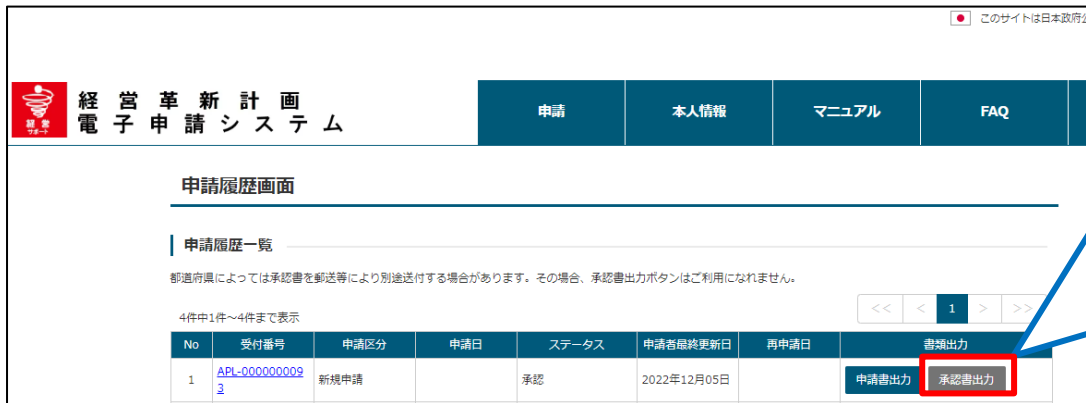 このサイトは日本政府公
経営革新計画
電子申請システム
経営
サポート
申請 本人情報 マニュアル FAQ
申請履歴画面
申請履歴一覧
都道府県によっては承認書を郵送等により別途送付する場合があります。その場合、承認書出力ボタンはご利用になれません。
<< < 1 > >>
4件中1件～4件まで表示
No 受付番号 申請区分 申請日 ステータス 申請者最終更新日 再申請日 書類出力
1 APL-000000009 新規申請 承認 2022年12月05日 申請書出力 承認書出力
3